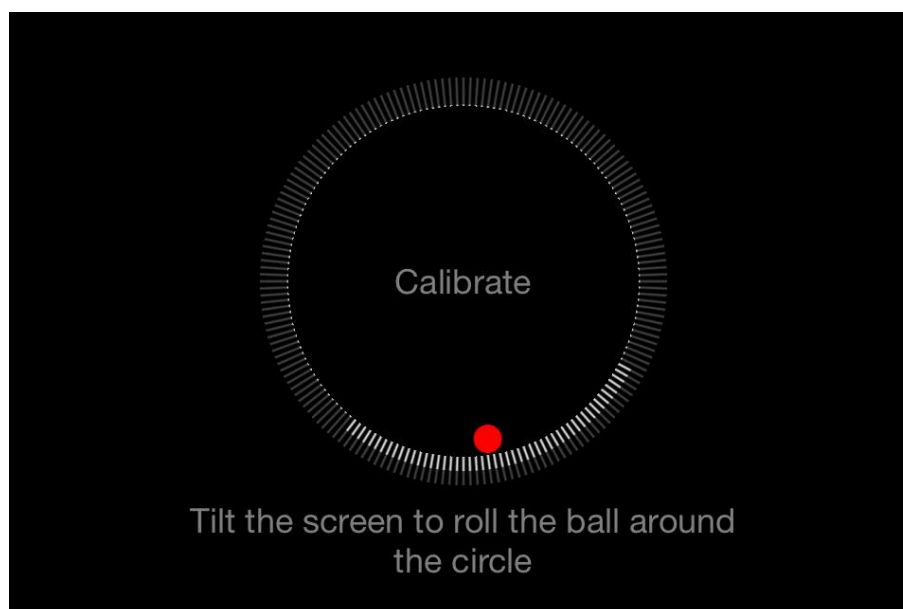 Calibrate
Tilt the screen to roll the ball around
the circle